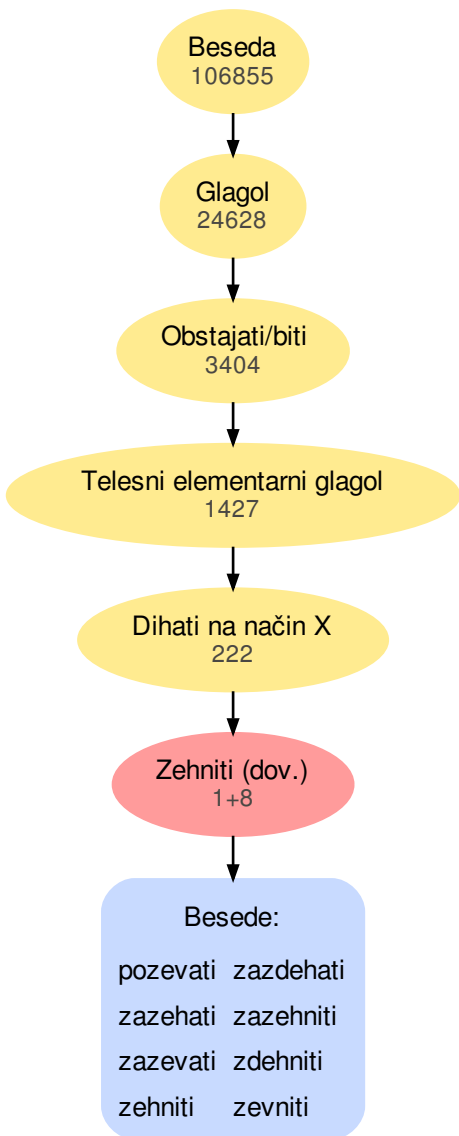 Beseda
106855
Glagol
24628
Obstajati/biti
3404
Telesni elementarni glagol
1427
Dihati na način X
222
Zehniti (dov.)
1+8
Besede:
pozevati zazdehati
zazehati zazehniti
zazevati zdehniti
zehniti zevniti